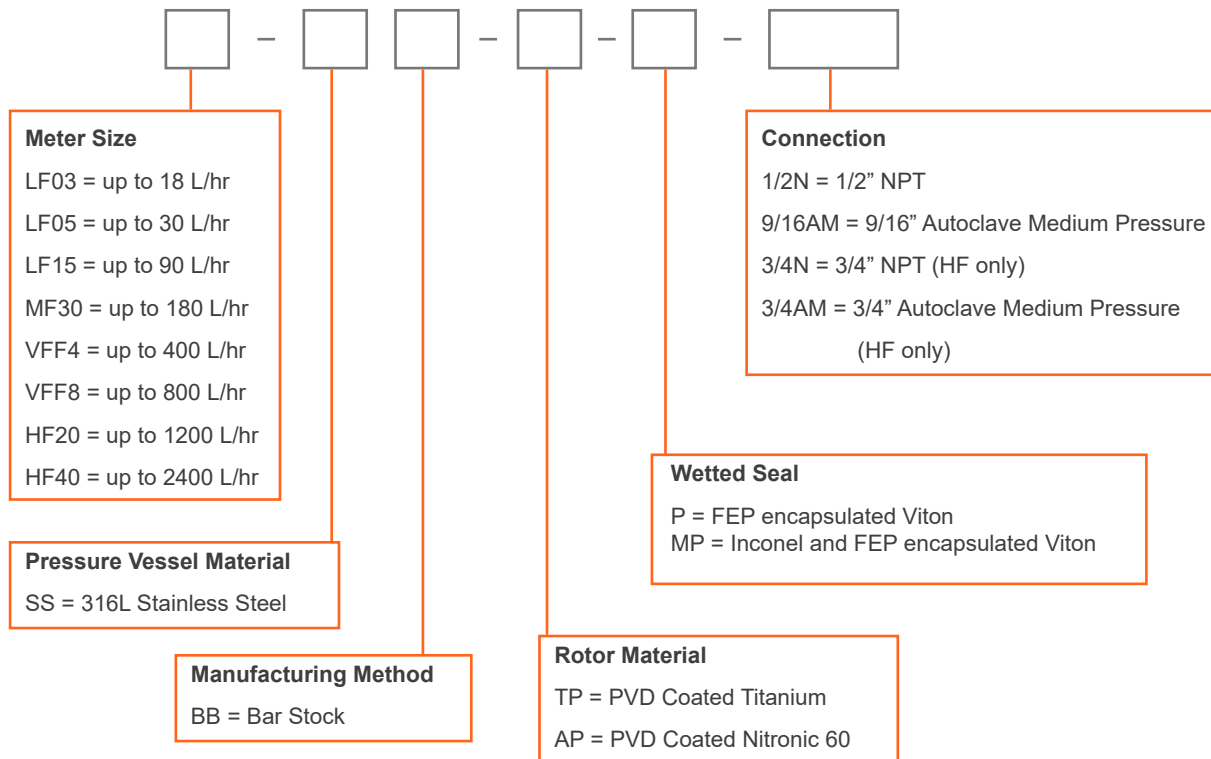 – – – –
Meter Size
LF03 = up to 18 L/hr
LF05 = up to 30 L/hr
LF15 = up to 90 L/hr
MF30 = up to 180 L/hr
VFF4 = up to 400 L/hr
VFF8 = up to 800 L/hr
HF20 = up to 1200 L/hr
HF40 = up to 2400 L/hr
Connection
1/2N = 1/2” NPT
9/16AM = 9/16” Autoclave Medium Pressure
3/4N = 3/4” NPT (HF only)
3/4AM = 3/4” Autoclave Medium Pressure
(HF only)
Wetted Seal
P = FEP encapsulated Viton
MP = Inconel and FEP encapsulated Viton
Pressure Vessel Material
SS = 316L Stainless Steel
Manufacturing Method
BB = Bar Stock
Rotor Material
TP = PVD Coated Titanium
AP = PVD Coated Nitronic 60